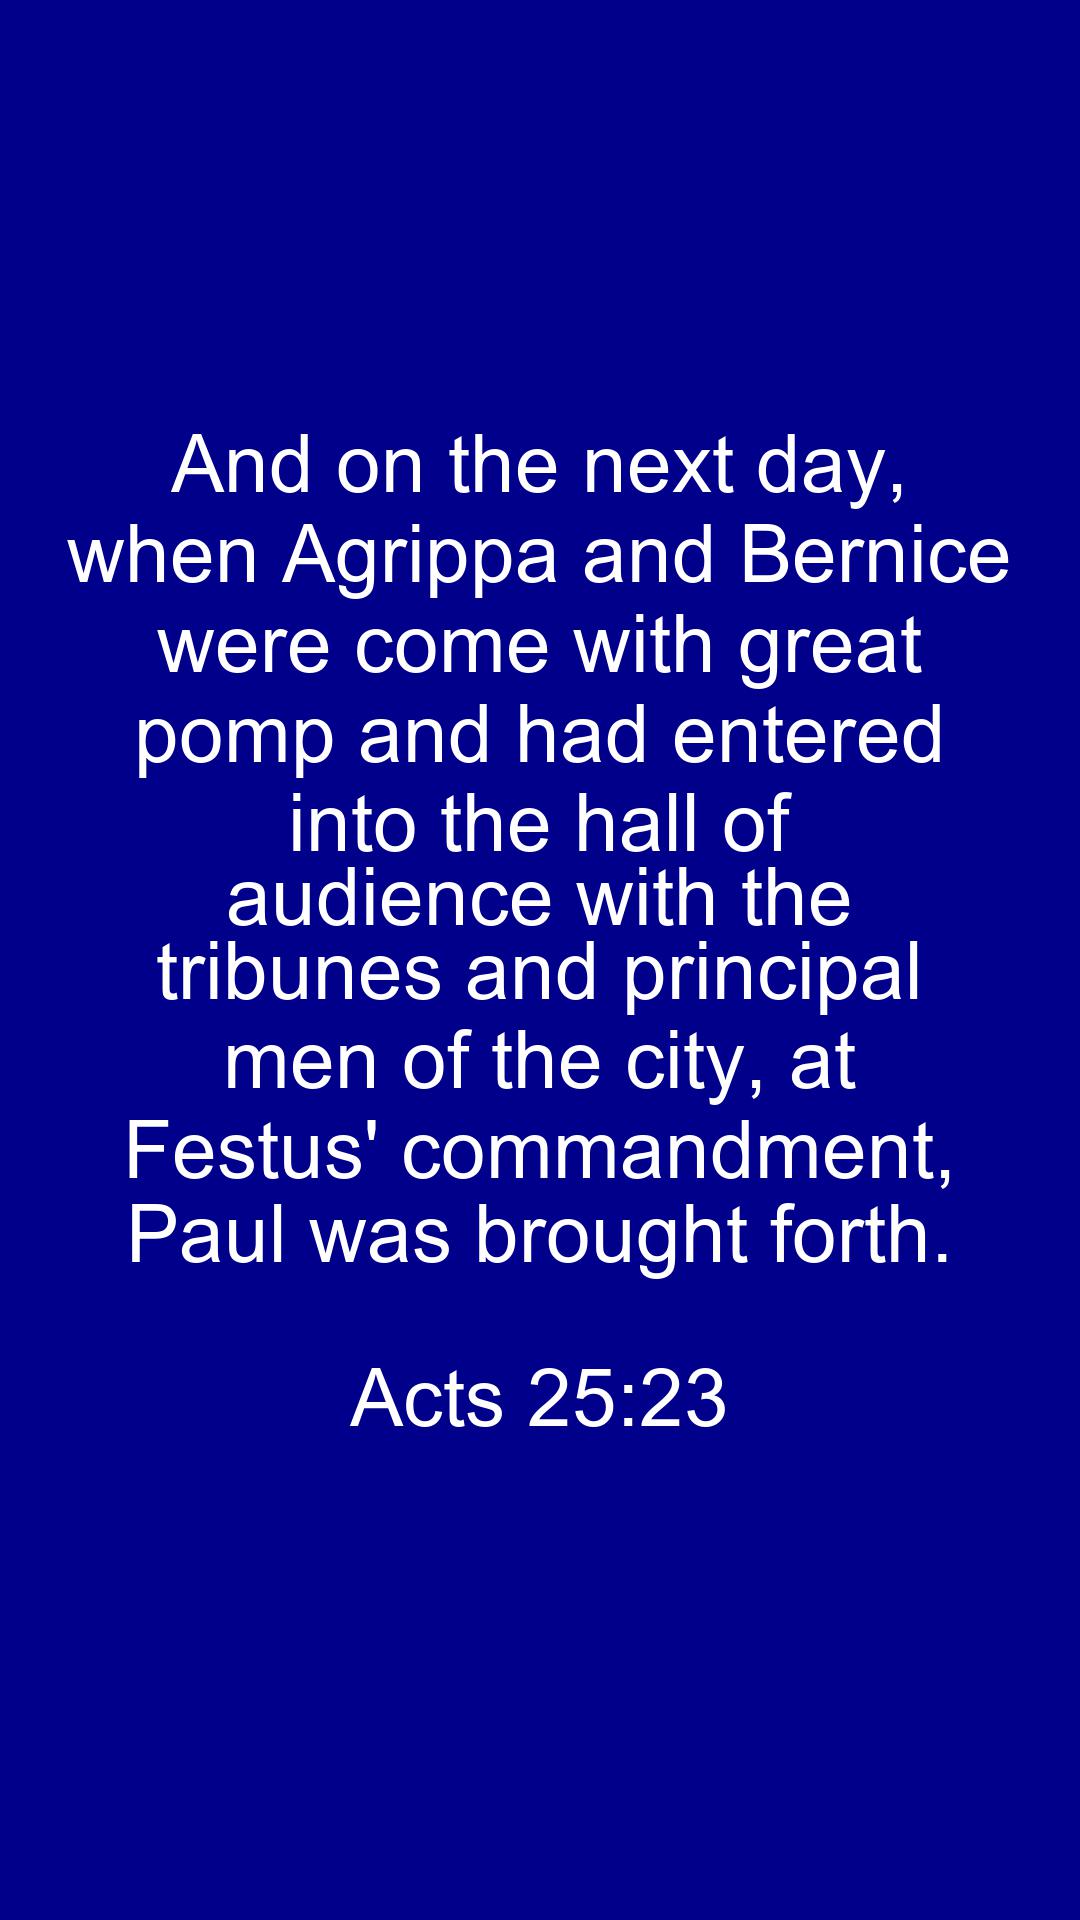 And on the next day,
when Agrippa and Bernice
were come with great
pomp and had entered
into the hall of
audience with the
tribunes and principal
men of the city, at
Festus' commandment,
Paul was brought forth.
Acts 25:23